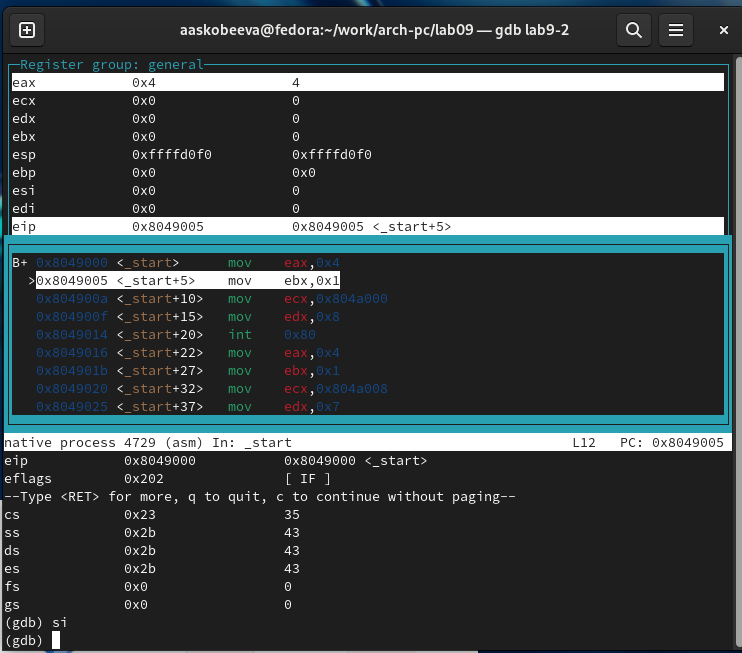 aaskobeeva@fedora:~/work/arch-pc/lab09 — gdb lab9-2
Register group: general
eax 0x4 4
ecx 0x0 0
edx 0x0 0
ebx 0x0 0
esp 0xffffd0f0 0xffffd0f0
ebp 0x0 0x0
esi 0x0 0
edi 0x0 0
eip 0x8049005 0x8049005 <_start+5>
B+ 0x8049000 <_start> mov eax,0x4
>0x8049005 <_start+5> mov ebx,0x1
0x804900a <_start+10> mov ecx,0x804a000
0x804900f <_start+15> mov edx,0x8
0x8049014 <_start+20> int 0x80
0x8049016 <_start+22> mov eax,0x4
0x804901b <_start+27> mov ebx,0x1
0x8049020 <_start+32> mov ecx,0x804a008
0x8049025 <_start+37> mov edx,0x7
native process 4729 (asm) In: _start L12 PC: 0x8049005
eip 0x8049000 0x8049000 <_start>
eflags 0x202 [ IF ]
--Type <RET> for more, q to quit, c to continue without paging--
cs 0x23 35
ss 0x2b 43
ds 0x2b 43
es 0x2b 43
fs 0x0 0
gs 0x0 0
(gdb) si
(gdb)